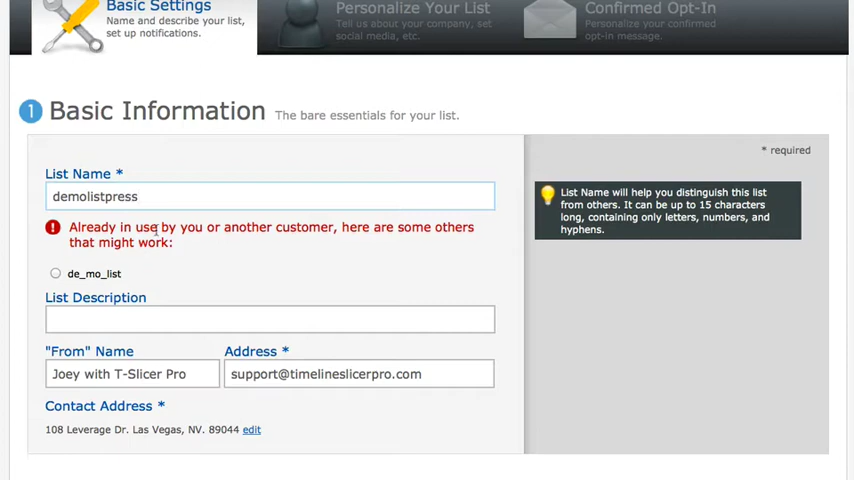 Basic Settings
Name and describe your list,
set up notifications.
Personalize Your List
Tell us about your company, set
social media, etc.
Confirmed Opt-In
Personalize your confirmed
opt-in message.
1 Basic Information The bare essentials for your list.
* required
List Name *
demolistpress
Already in use by you or another customer, here are some others
that might work:
de_mo_list
List Name will help you distinguish this list
from others. It can be up to 15 characters
long, containing only letters, numbers, and
hyphens.
List Description
"From" Name Address *
Joey with T-Slicer Pro support@timelineslicerpro.com
Contact Address *
108 Leverage Dr. Las Vegas, NV. 89044 edit